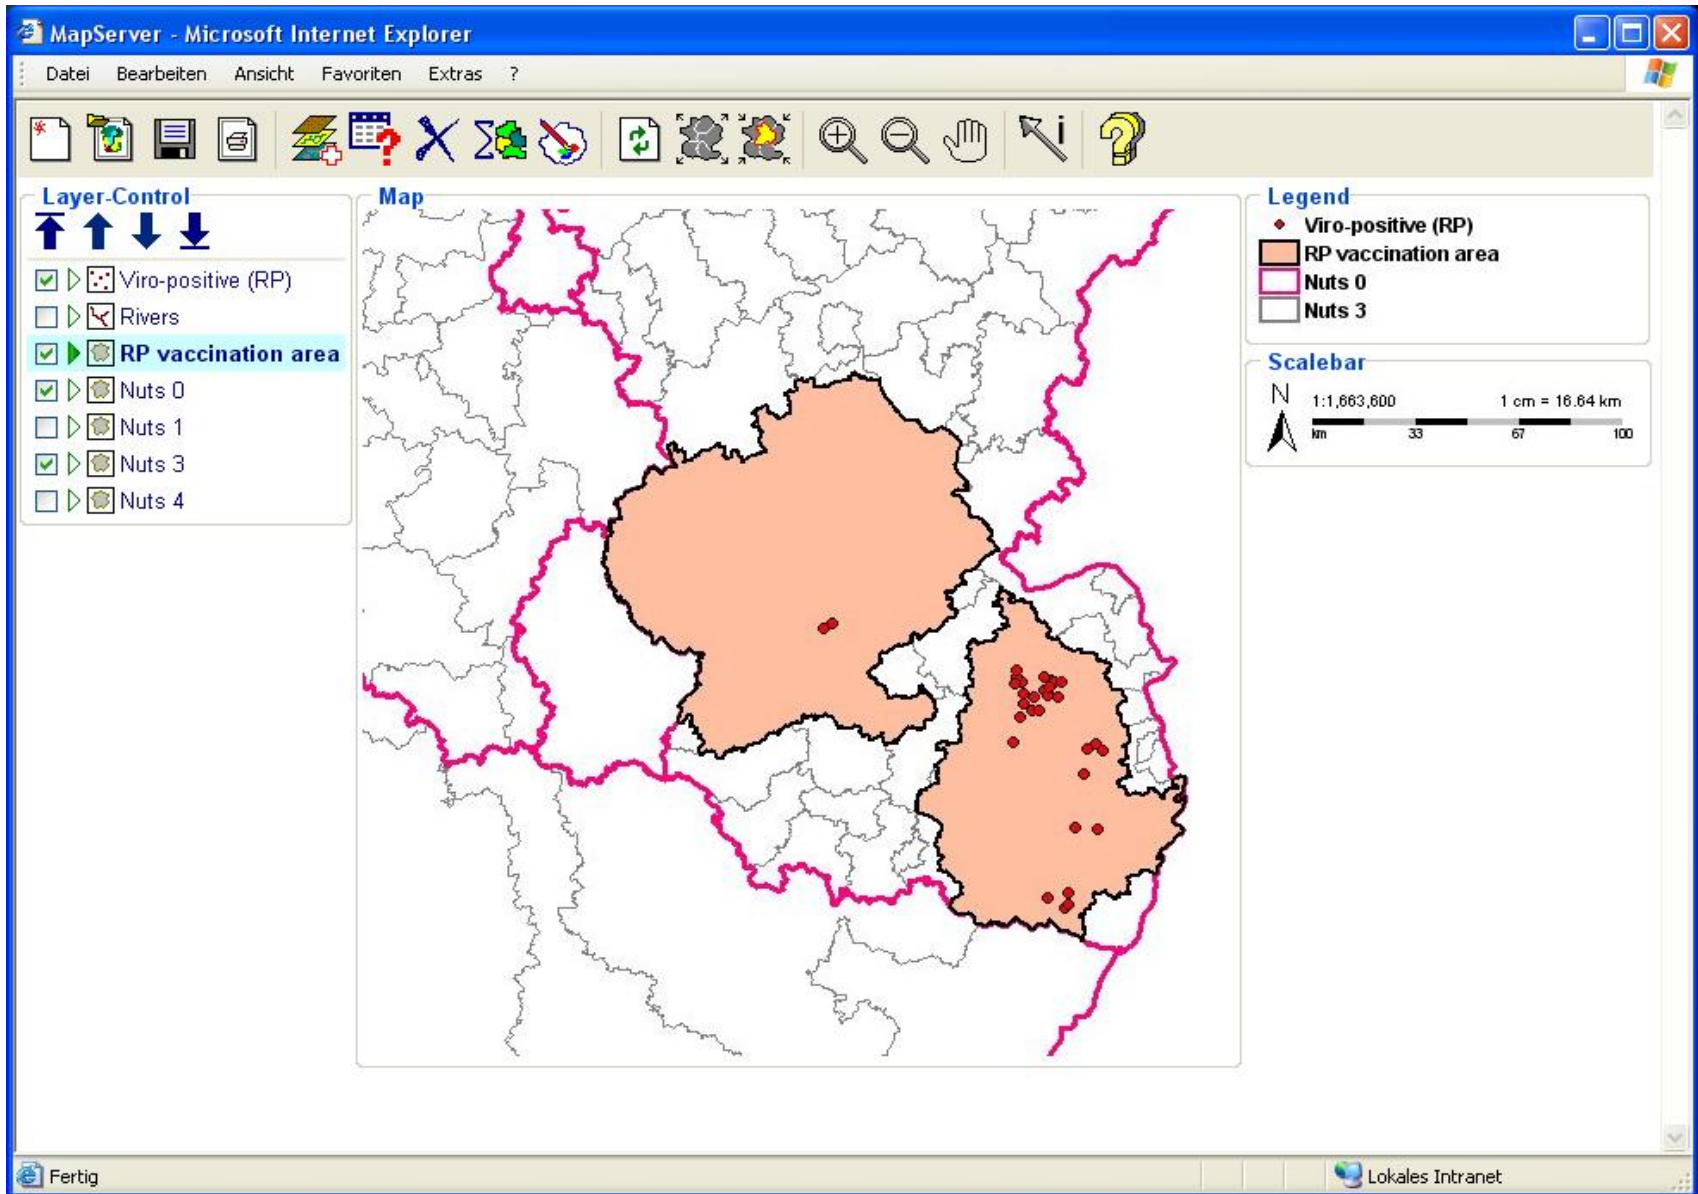 MapServer - Microsoft Internet Explorer
Datei Bearbeiten Ansicht Favoriten Extras ?
Layer-Control
Viro-positive (RP)
Rivers
RP vaccination area
Nuts 0
Nuts 1
Nuts 3
Nuts 4
Map
Legend
Viro-positive (RP)
RP vaccination area
Nuts 0
Nuts 3
Scalebar
N
1:1,663,600 1 cm = 16.64 km
km 33 67 100
Fertig Lokales Intranet